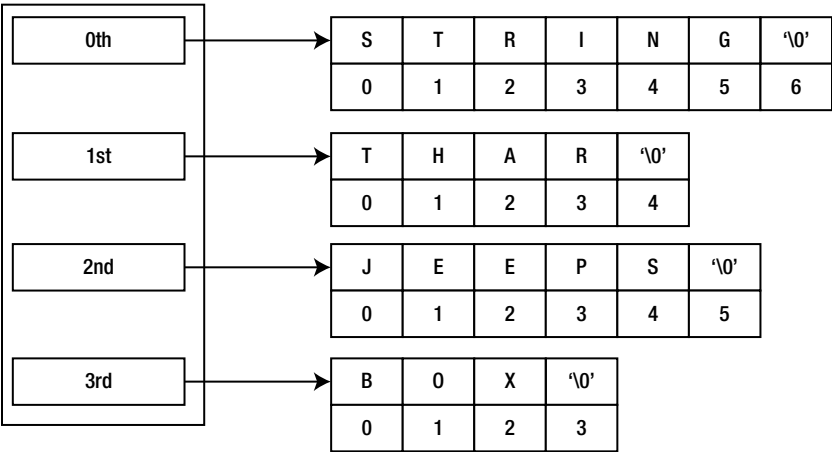 0th S T R I N G ‘\0’
0 1 2 3 4 5 6
1st T H A R ‘\0’
0 1 2 3 4
2nd J E E P S ‘\0’
0 1 2 3 4 5
3rd B O X ‘\0’
0 1 2 3